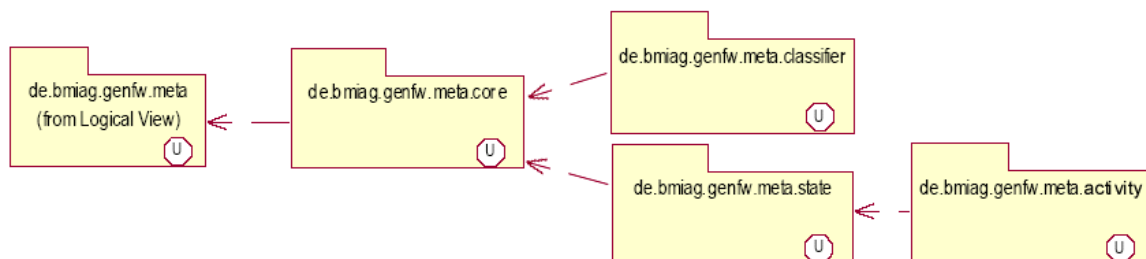 de.bmiag.genfw.meta
(from Logical View)
U
de.bmiag.genfw.meta.core
U
de.bmiag.genfw.meta.classifier
U
de.bmiag.genfw.meta.state
U
de.bmiag.genfw.meta.activity
U